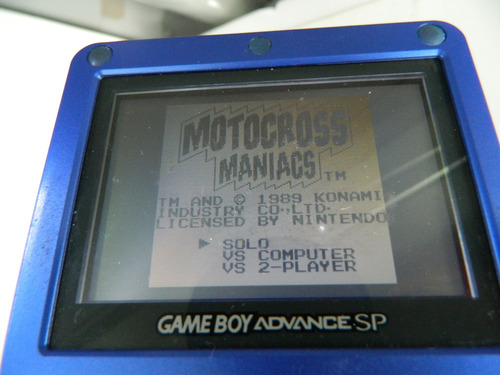 MOTOCROSS
MANIACS TM
TM AND © 1989 KONAMI
INDUSTRY CO.,LTD.
LICENSED BY NINTENDO
▶ SOLO
VS COMPUTER
VS 2-PLAYER
GAME BOY ADVANCE SP